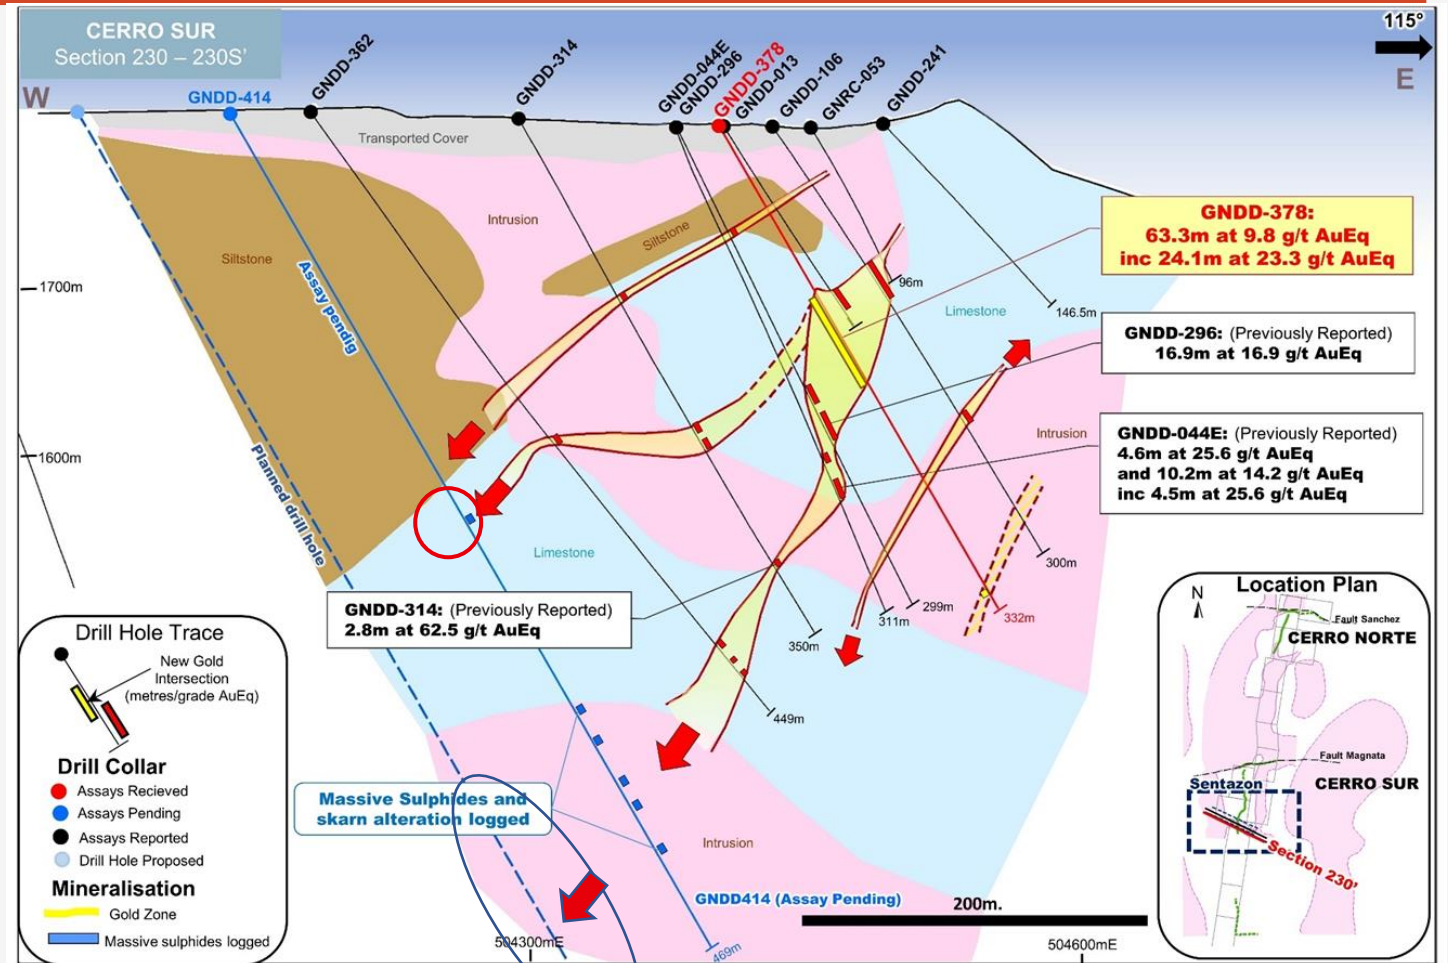 CERRO SUR
Section 230 – 230S'
115°
W
E
GNDD-414
GNDD-362
GNDD-314
GNDD-044E
GNDD-296
GNDD-378
GNDD-013
GNDD-106
GNRC-053
GNDD-241
Transported Cover
Intrusion
Siltstone
Siltstone
Assay pendig
1700m
96m
Limestone
146.5m
GNDD-378:
63.3m at 9.8 g/t AuEq
inc 24.1m at 23.3 g/t AuEq
GNDD-296: (Previously Reported)
16.9m at 16.9 g/t AuEq
1600m
Intrusion
GNDD-044E: (Previously Reported)
4.6m at 25.6 g/t AuEq
and 10.2m at 14.2 g/t AuEq
inc 4.5m at 25.6 g/t AuEq
Planned drill hole
Limestone
300m
299m
311m
332m
350m
GNDD-314: (Previously Reported)
2.8m at 62.5 g/t AuEq
449m
Massive Sulphides and
skarn alteration logged
Intrusion
GNDD414 (Assay Pending)
200m.
504300mE
469m
504600mE
Drill Hole Trace
New Gold
Intersection
(metres/grade AuEq)
Drill Collar
Assays Recieved
Assays Pending
Assays Reported
Drill Hole Proposed
Mineralisation
Gold Zone
Massive sulphides logged
Location Plan
N
Fault Sanchez
CERRO NORTE
Fault Magnata
CERRO SUR
Sentazon
Section 230'